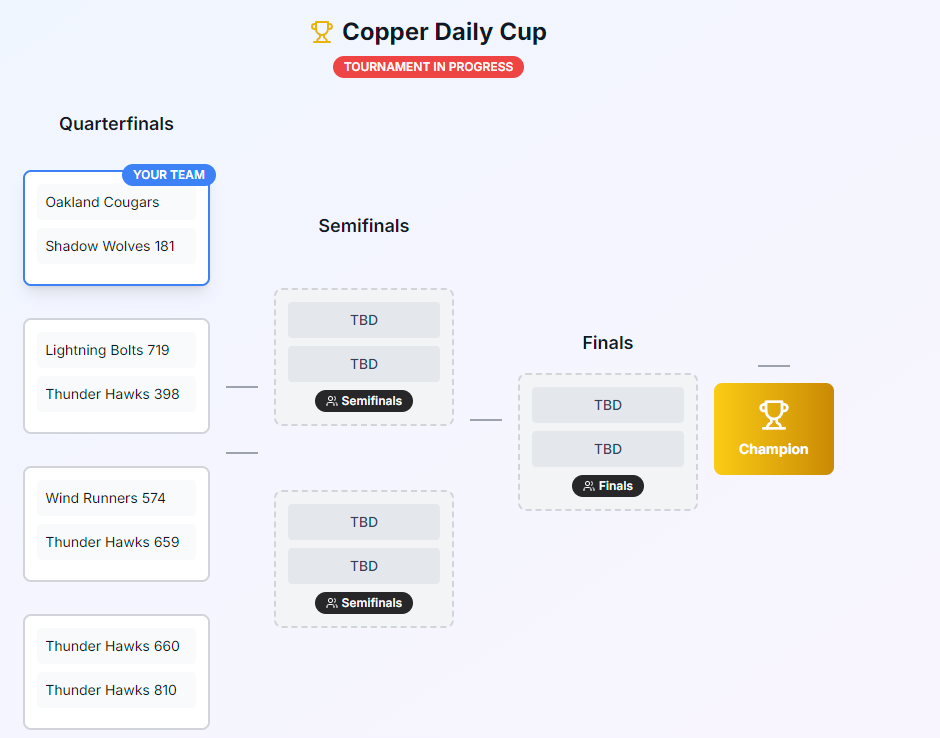 Copper Daily Cup
TOURNAMENT IN PROGRESS
Quarterfinals
YOUR TEAM
Oakland Cougars
Shadow Wolves 181
Lightning Bolts 719
Thunder Hawks 398
Wind Runners 574
Thunder Hawks 659
Thunder Hawks 660
Thunder Hawks 810
Semifinals
TBD
TBD
Semifinals
TBD
TBD
Semifinals
Finals
TBD
TBD
Finals
Champion